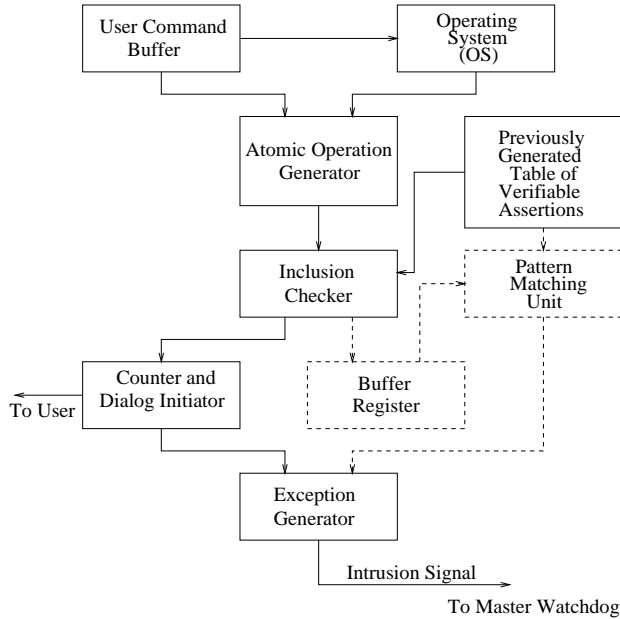 User Command
Buffer
Operating
System
(OS)
Atomic Operation
Generator
Previously
Generated
Table of
Verifiable
Assertions
Inclusion
Checker
Pattern
Matching
Unit
Counter and
Dialog Initiator
To User
Buffer
Register
Exception
Generator
Intrusion Signal
To Master Watchdog